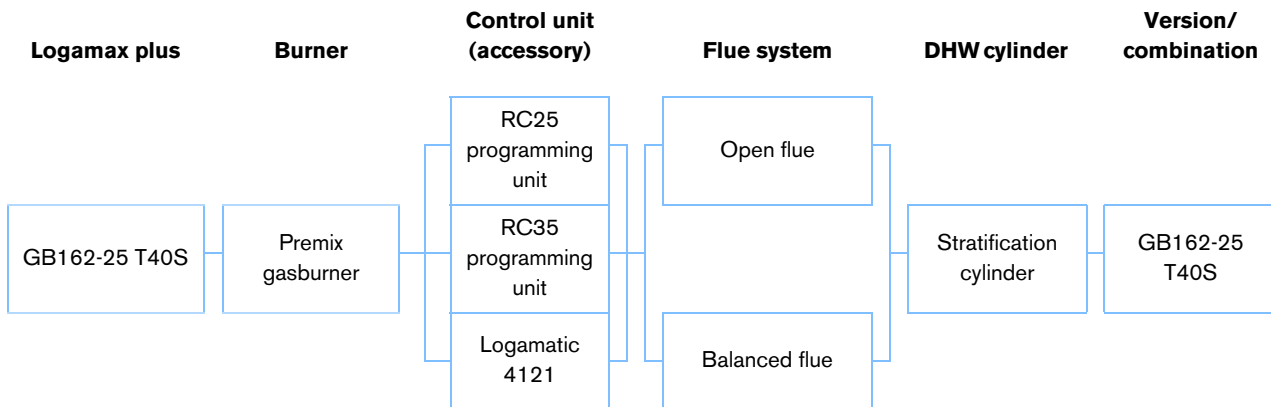 Logamax plus
Burner
Control unit
(accessory)
Flue system
DHW cylinder
Version/
combination
GB162-25 T40S
Premix
gasburner
RC25
programming
unit
RC35
programming
unit
Logamatic
4121
Open flue
Balanced flue
Stratification
cylinder
GB162-25
T40S